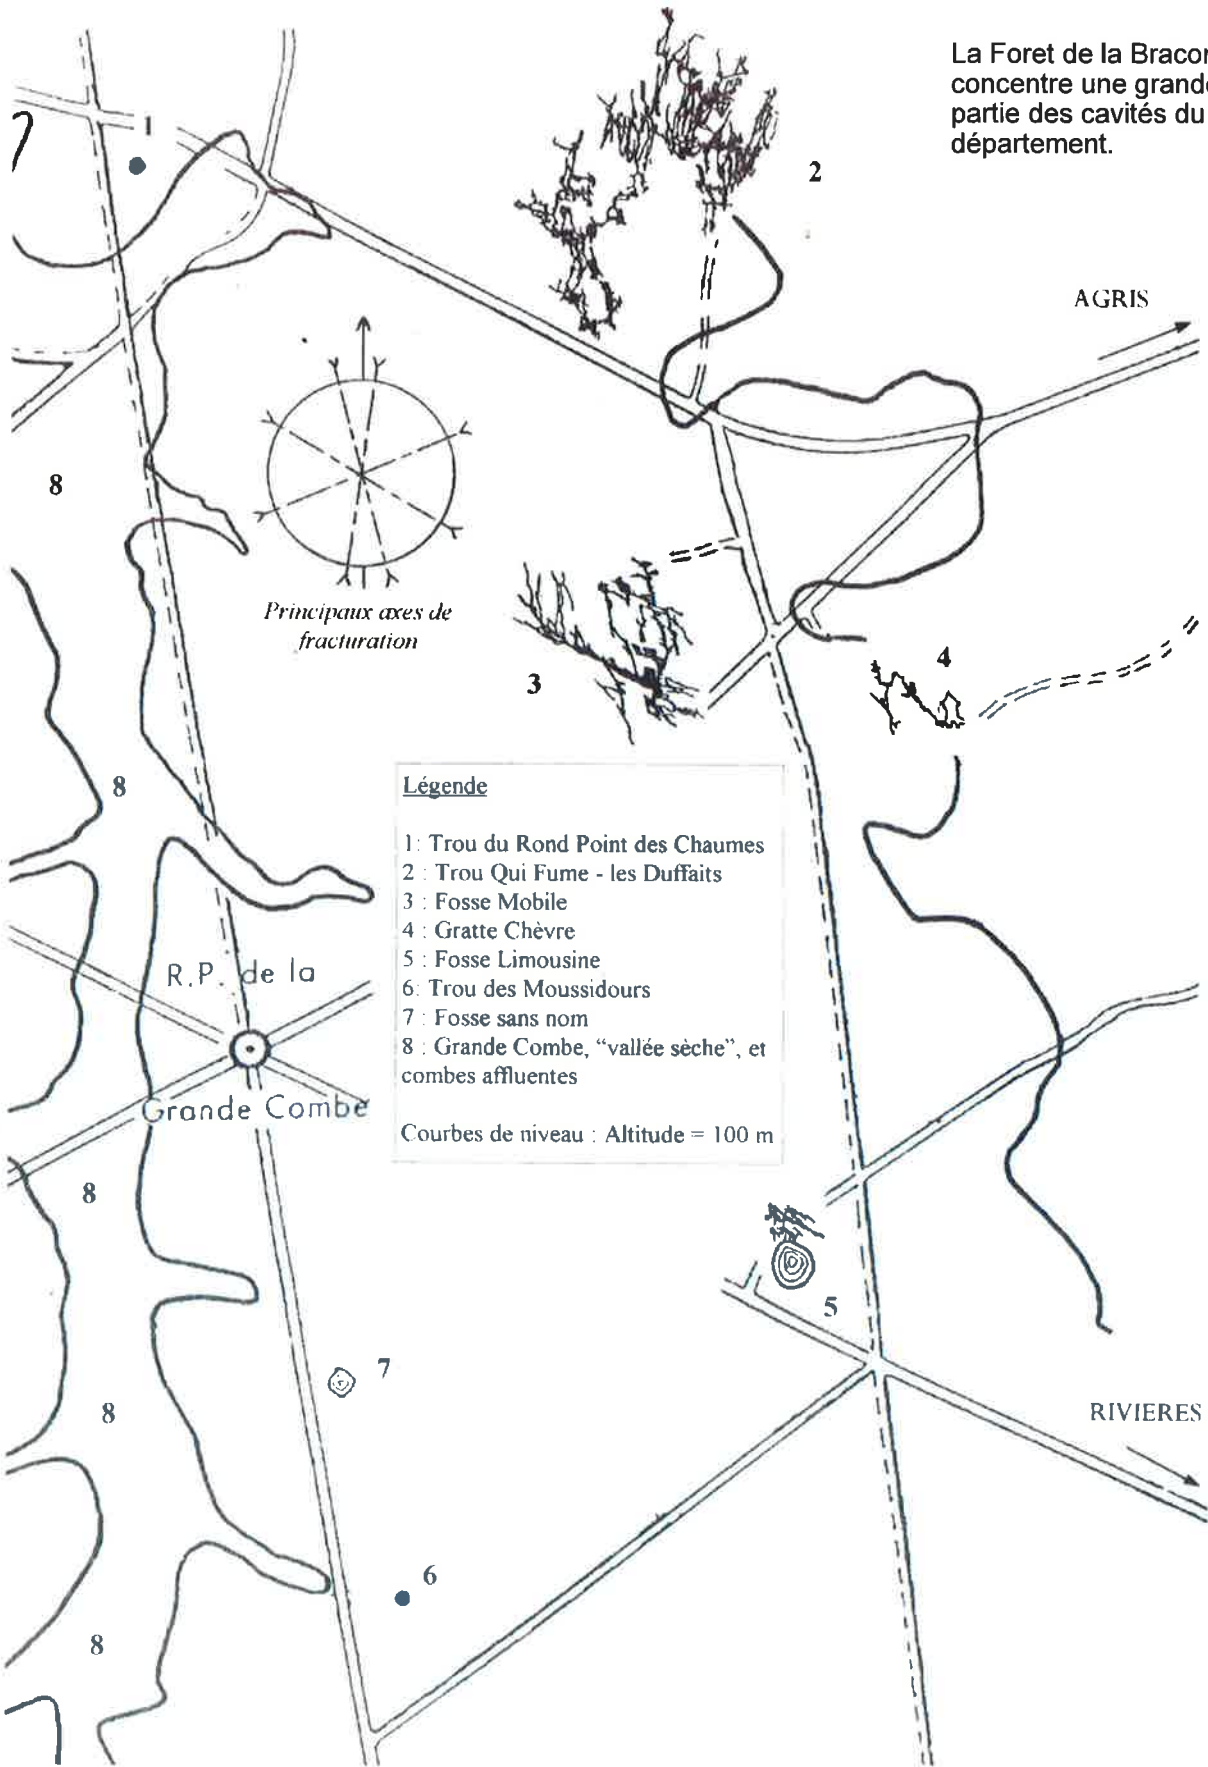 La Foret de la Bracon
concentre une grande
partie des cavités du
département.
1
2
AGRIS
8
Principaux axes de
fracturation
3
4
8
Légende
1: Trou du Rond Point des Chaumes
2 : Trou Qui Fume - les Duffaits
3 : Fosse Mobile
4 : Gratte Chèvre
5 : Fosse Limousine
6: Trou des Moussidours
7 : Fosse sans nom
8 : Grande Combe, “vallée sèche”, et
combes affluentes
Courbes de niveau : Altitude = 100 m
R.P. de la
Grande Combe
8
5
7
8
RIVIERES
6
8